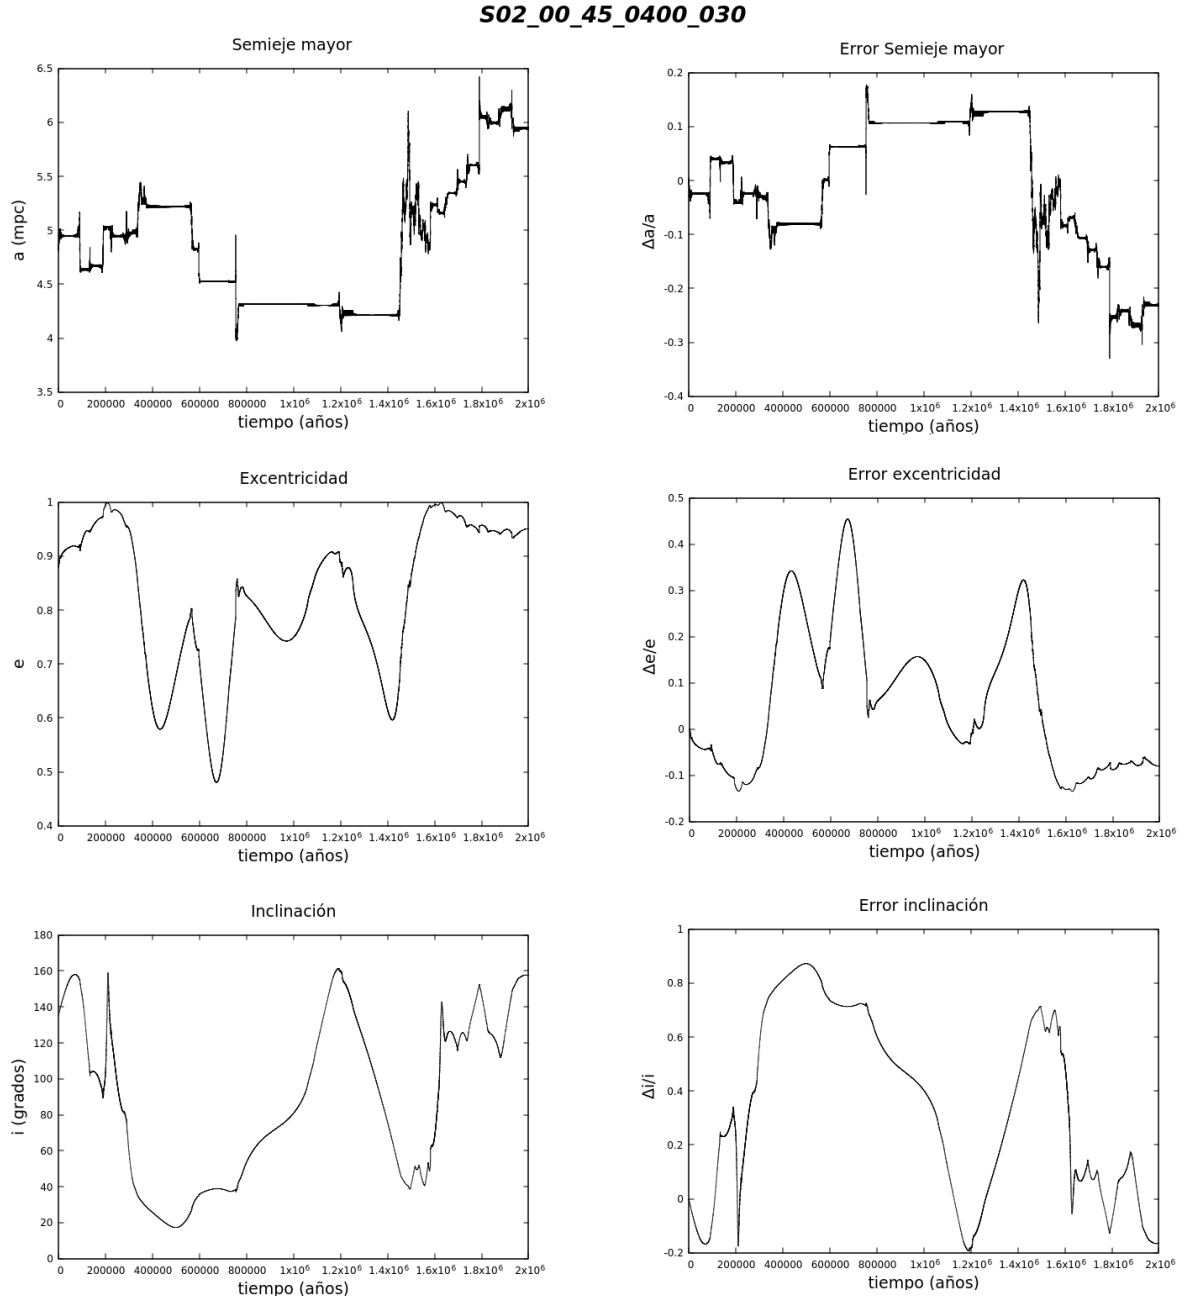 S02_00_45_0400_030
Semieje mayor
a (mpc)
6.5
6
5.5
5
4.5
4
3.5
0 200000 400000 600000 800000 1x10⁶ 1.2x10⁶ 1.4x10⁶ 1.6x10⁶ 1.8x10⁶ 2x10⁶
tiempo (años)
Error Semieje mayor
Δa/a
0.2
0.1
0
-0.1
-0.2
-0.3
-0.4
0 200000 400000 600000 800000 1x10⁶ 1.2x10⁶ 1.4x10⁶ 1.6x10⁶ 1.8x10⁶ 2x10⁶
tiempo (años)
Excentricidad
e
1
0.9
0.8
0.7
0.6
0.5
0.4
0 200000 400000 600000 800000 1x10⁶ 1.2x10⁶ 1.4x10⁶ 1.6x10⁶ 1.8x10⁶ 2x10⁶
tiempo (años)
Error excentricidad
Δe/e
0.5
0.4
0.3
0.2
0.1
0
-0.1
-0.2
0 200000 400000 600000 800000 1x10⁶ 1.2x10⁶ 1.4x10⁶ 1.6x10⁶ 1.8x10⁶ 2x10⁶
tiempo (años)
Inclinación
i (grados)
180
160
140
120
100
80
60
40
20
0
0 200000 400000 600000 800000 1x10⁶ 1.2x10⁶ 1.4x10⁶ 1.6x10⁶ 1.8x10⁶ 2x10⁶
tiempo (años)
Error inclinación
Δi/i
1
0.8
0.6
0.4
0.2
0
-0.2
0 200000 400000 600000 800000 1x10⁶ 1.2x10⁶ 1.4x10⁶ 1.6x10⁶ 1.8x10⁶ 2x10⁶
tiempo (años)